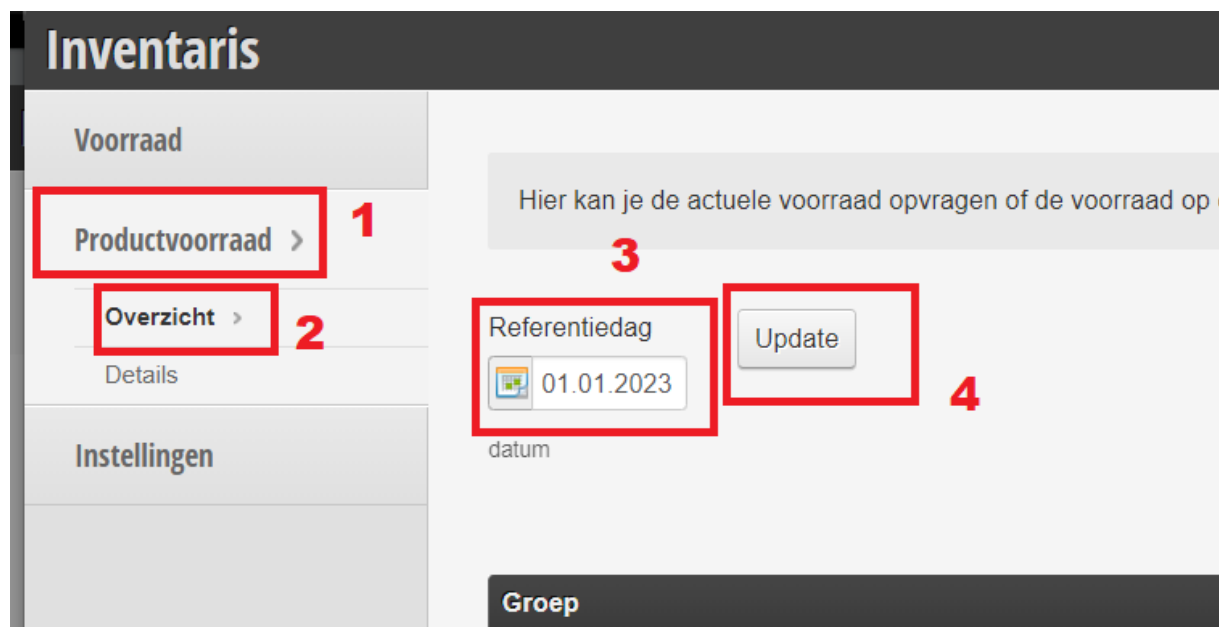 Inventaris
Voorraad
Productvoorraad
1
Overzicht
2
Details
Instellingen
Hier kan je de actuele voorraad opvragen of de voorraad op
3
Referentiedag
01.01.2023
datum
Update
4
Groep